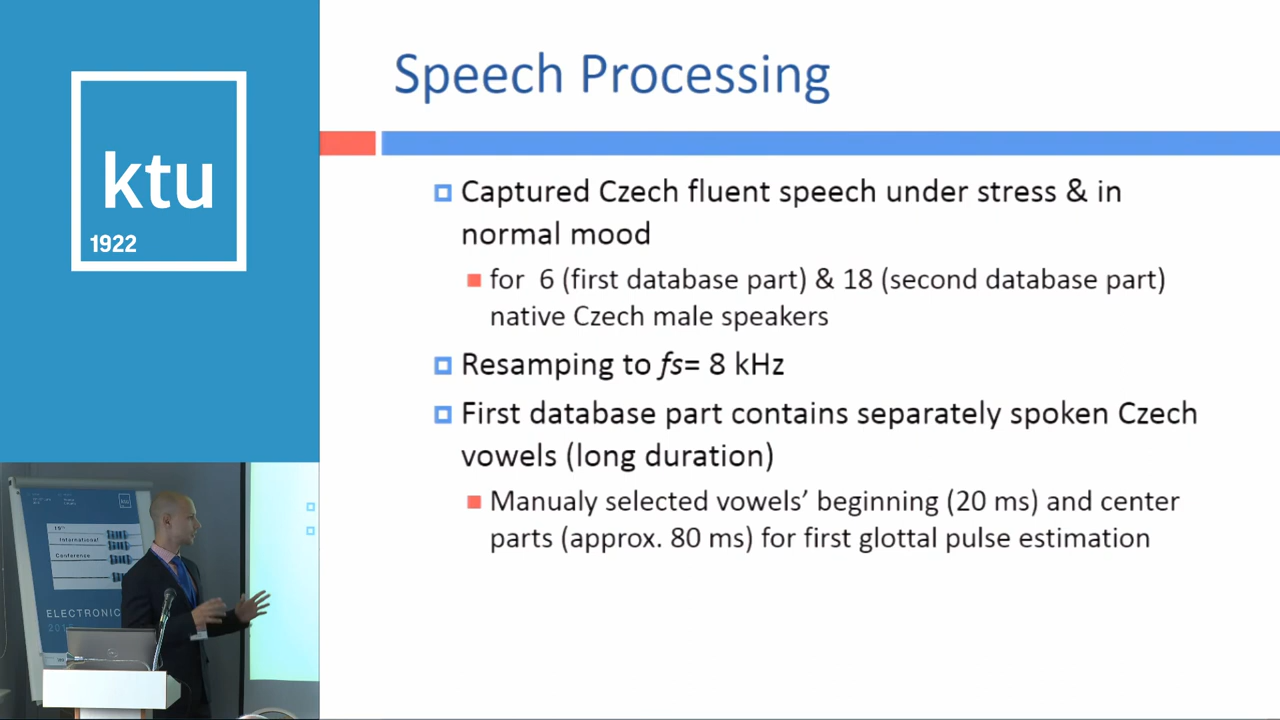 ktu
1922
Speech Processing
Captured Czech fluent speech under stress & in
normal mood
for 6 (first database part) & 18 (second database part)
native Czech male speakers
Resamping to fs= 8 kHz
First database part contains separately spoken Czech
vowels (long duration)
Manualy selected vowels’ beginning (20 ms) and center
parts (approx. 80 ms) for first glottal pulse estimation
International
Conference
ELECTRONIC